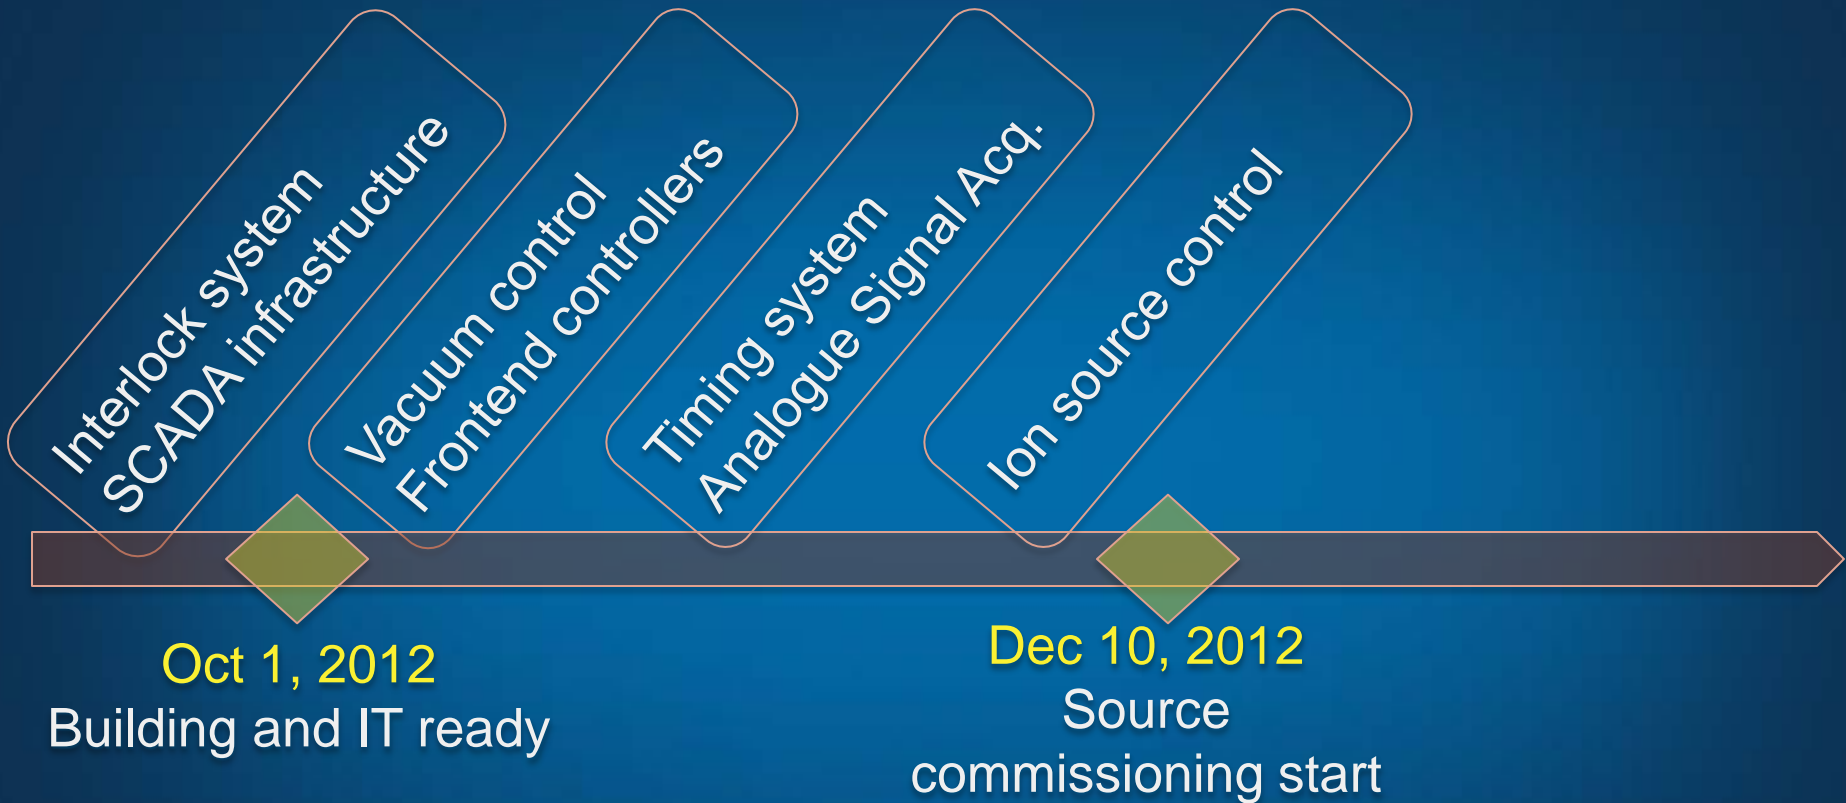 Interlock system
SCADA infrastructure
Vacuum control
Frontend controllers
Timing system
Analogue Signal Acq.
Ion source control
Oct 1, 2012
Building and IT ready
Dec 10, 2012
Source
commissioning start